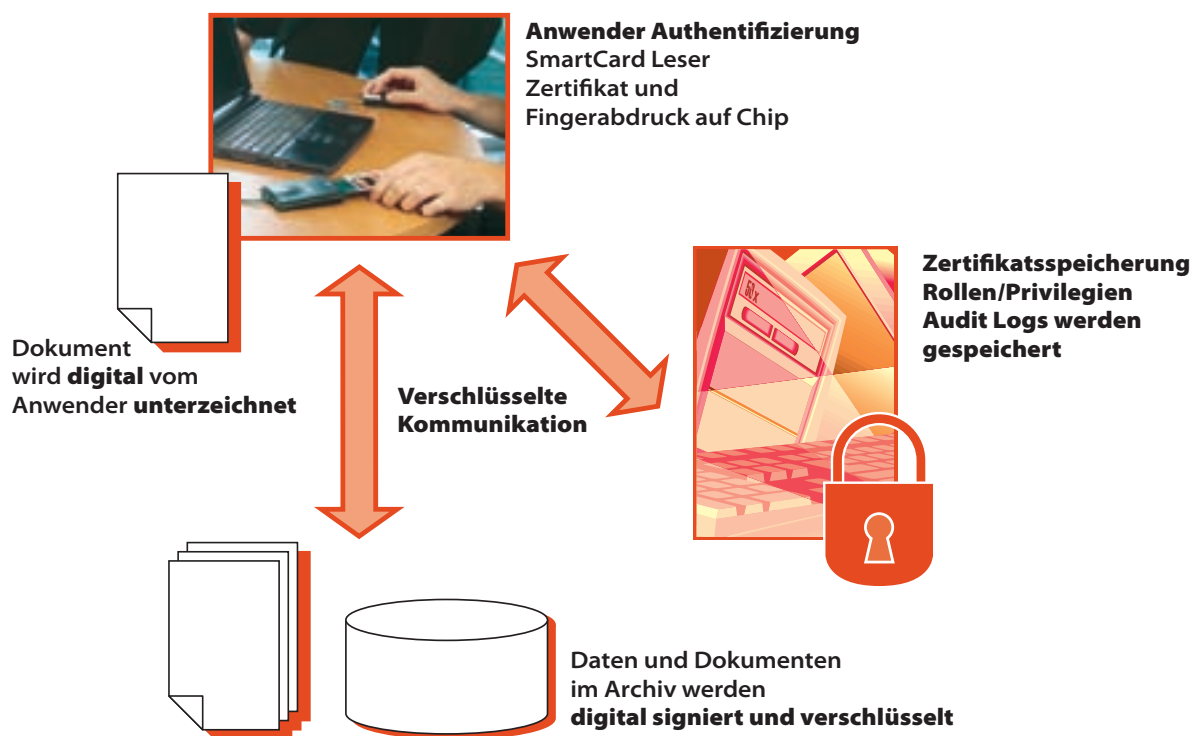 Anwender Authentifizierung
SmartCard Leser
Zertifikat und
Fingerabdruck auf Chip
Zertifikatsspeicherung
Rollen/Privilegien
Audit Logs werden
gespeichert
Dokument
wird digital vom
Anwender unterzeichnet
Verschlüsselte
Kommunikation
Daten und Dokumenten
im Archiv werden
digital signiert und verschlüsselt